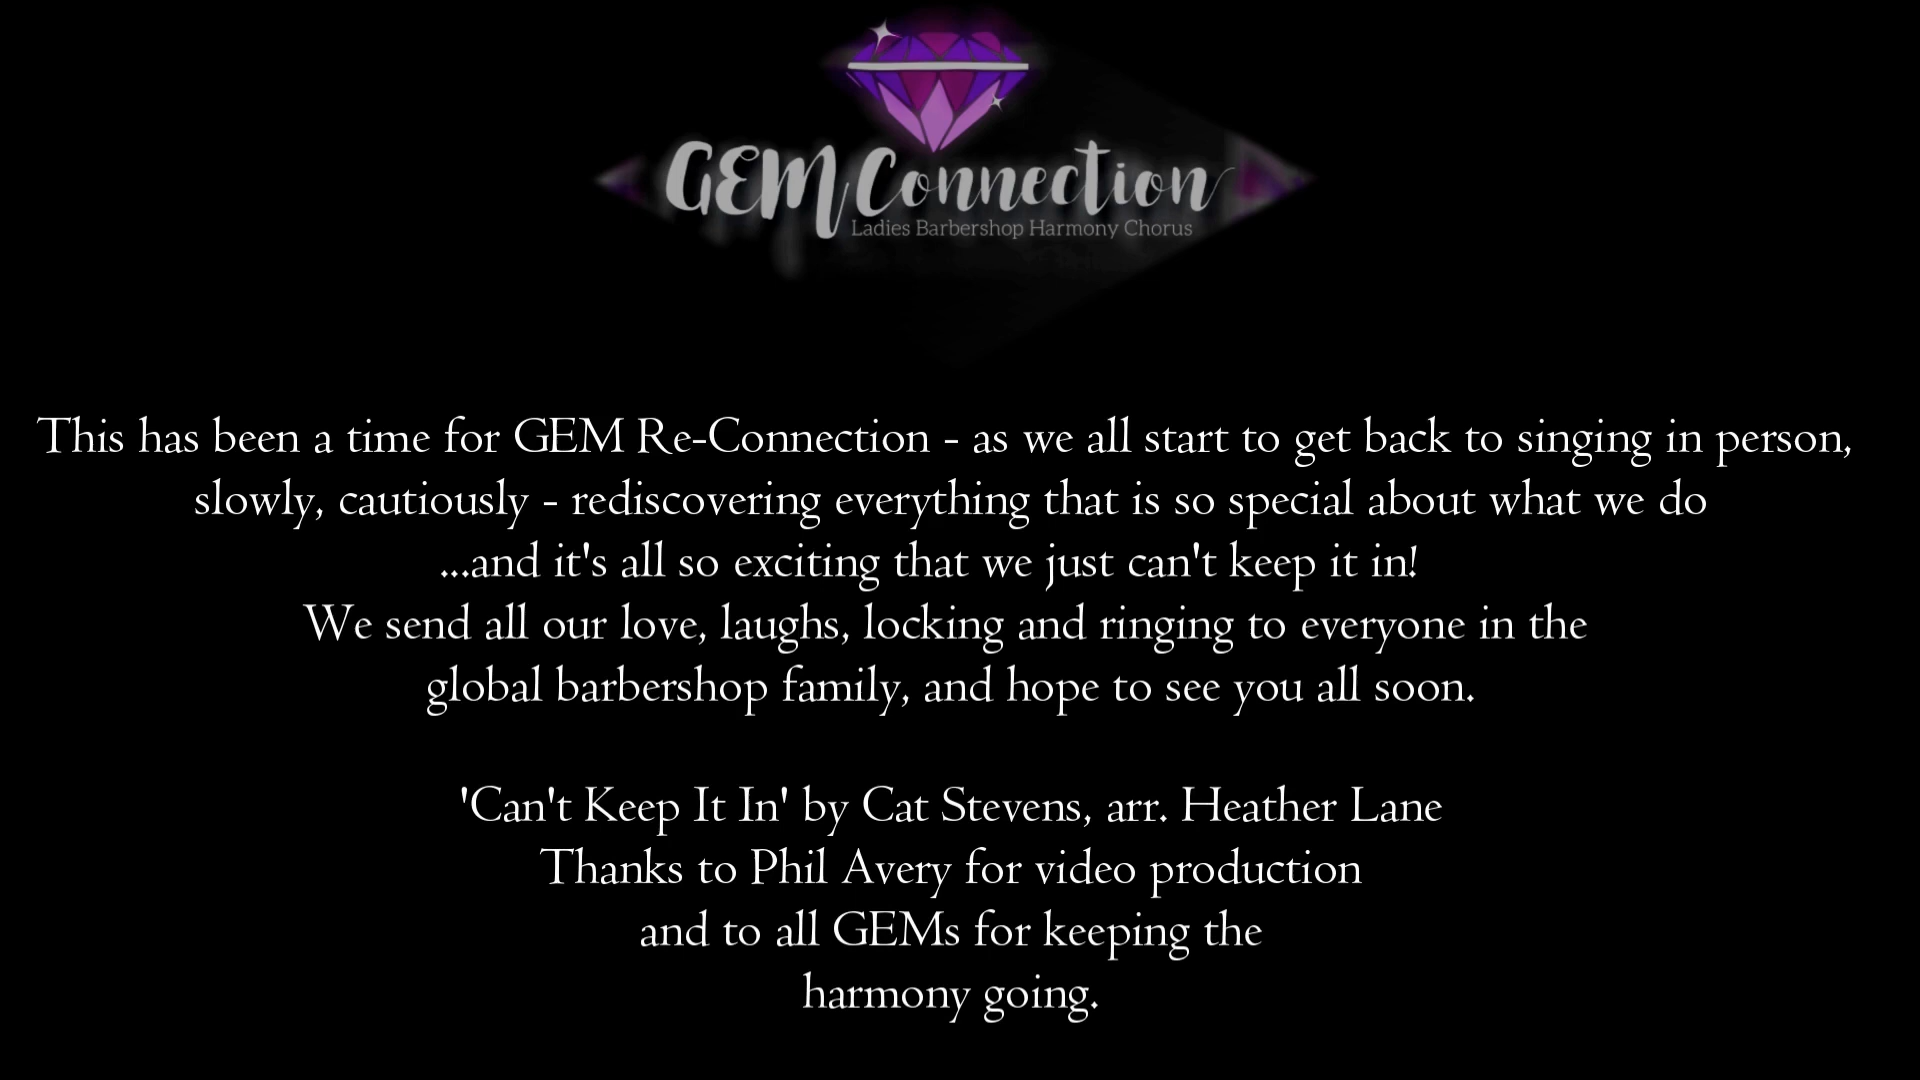 GEM Connection
Ladies Barbershop Harmony Chorus
This has been a time for GEM Re-Connection - as we all start to get back to singing in person,
slowly, cautiously - rediscovering everything that is so special about what we do
...and it's all so exciting that we just can't keep it in!
We send all our love, laughs, locking and ringing to everyone in the
global barbershop family, and hope to see you all soon.
'Can't Keep It In' by Cat Stevens, arr. Heather Lane
Thanks to Phil Avery for video production
and to all GEMs for keeping the
harmony going.